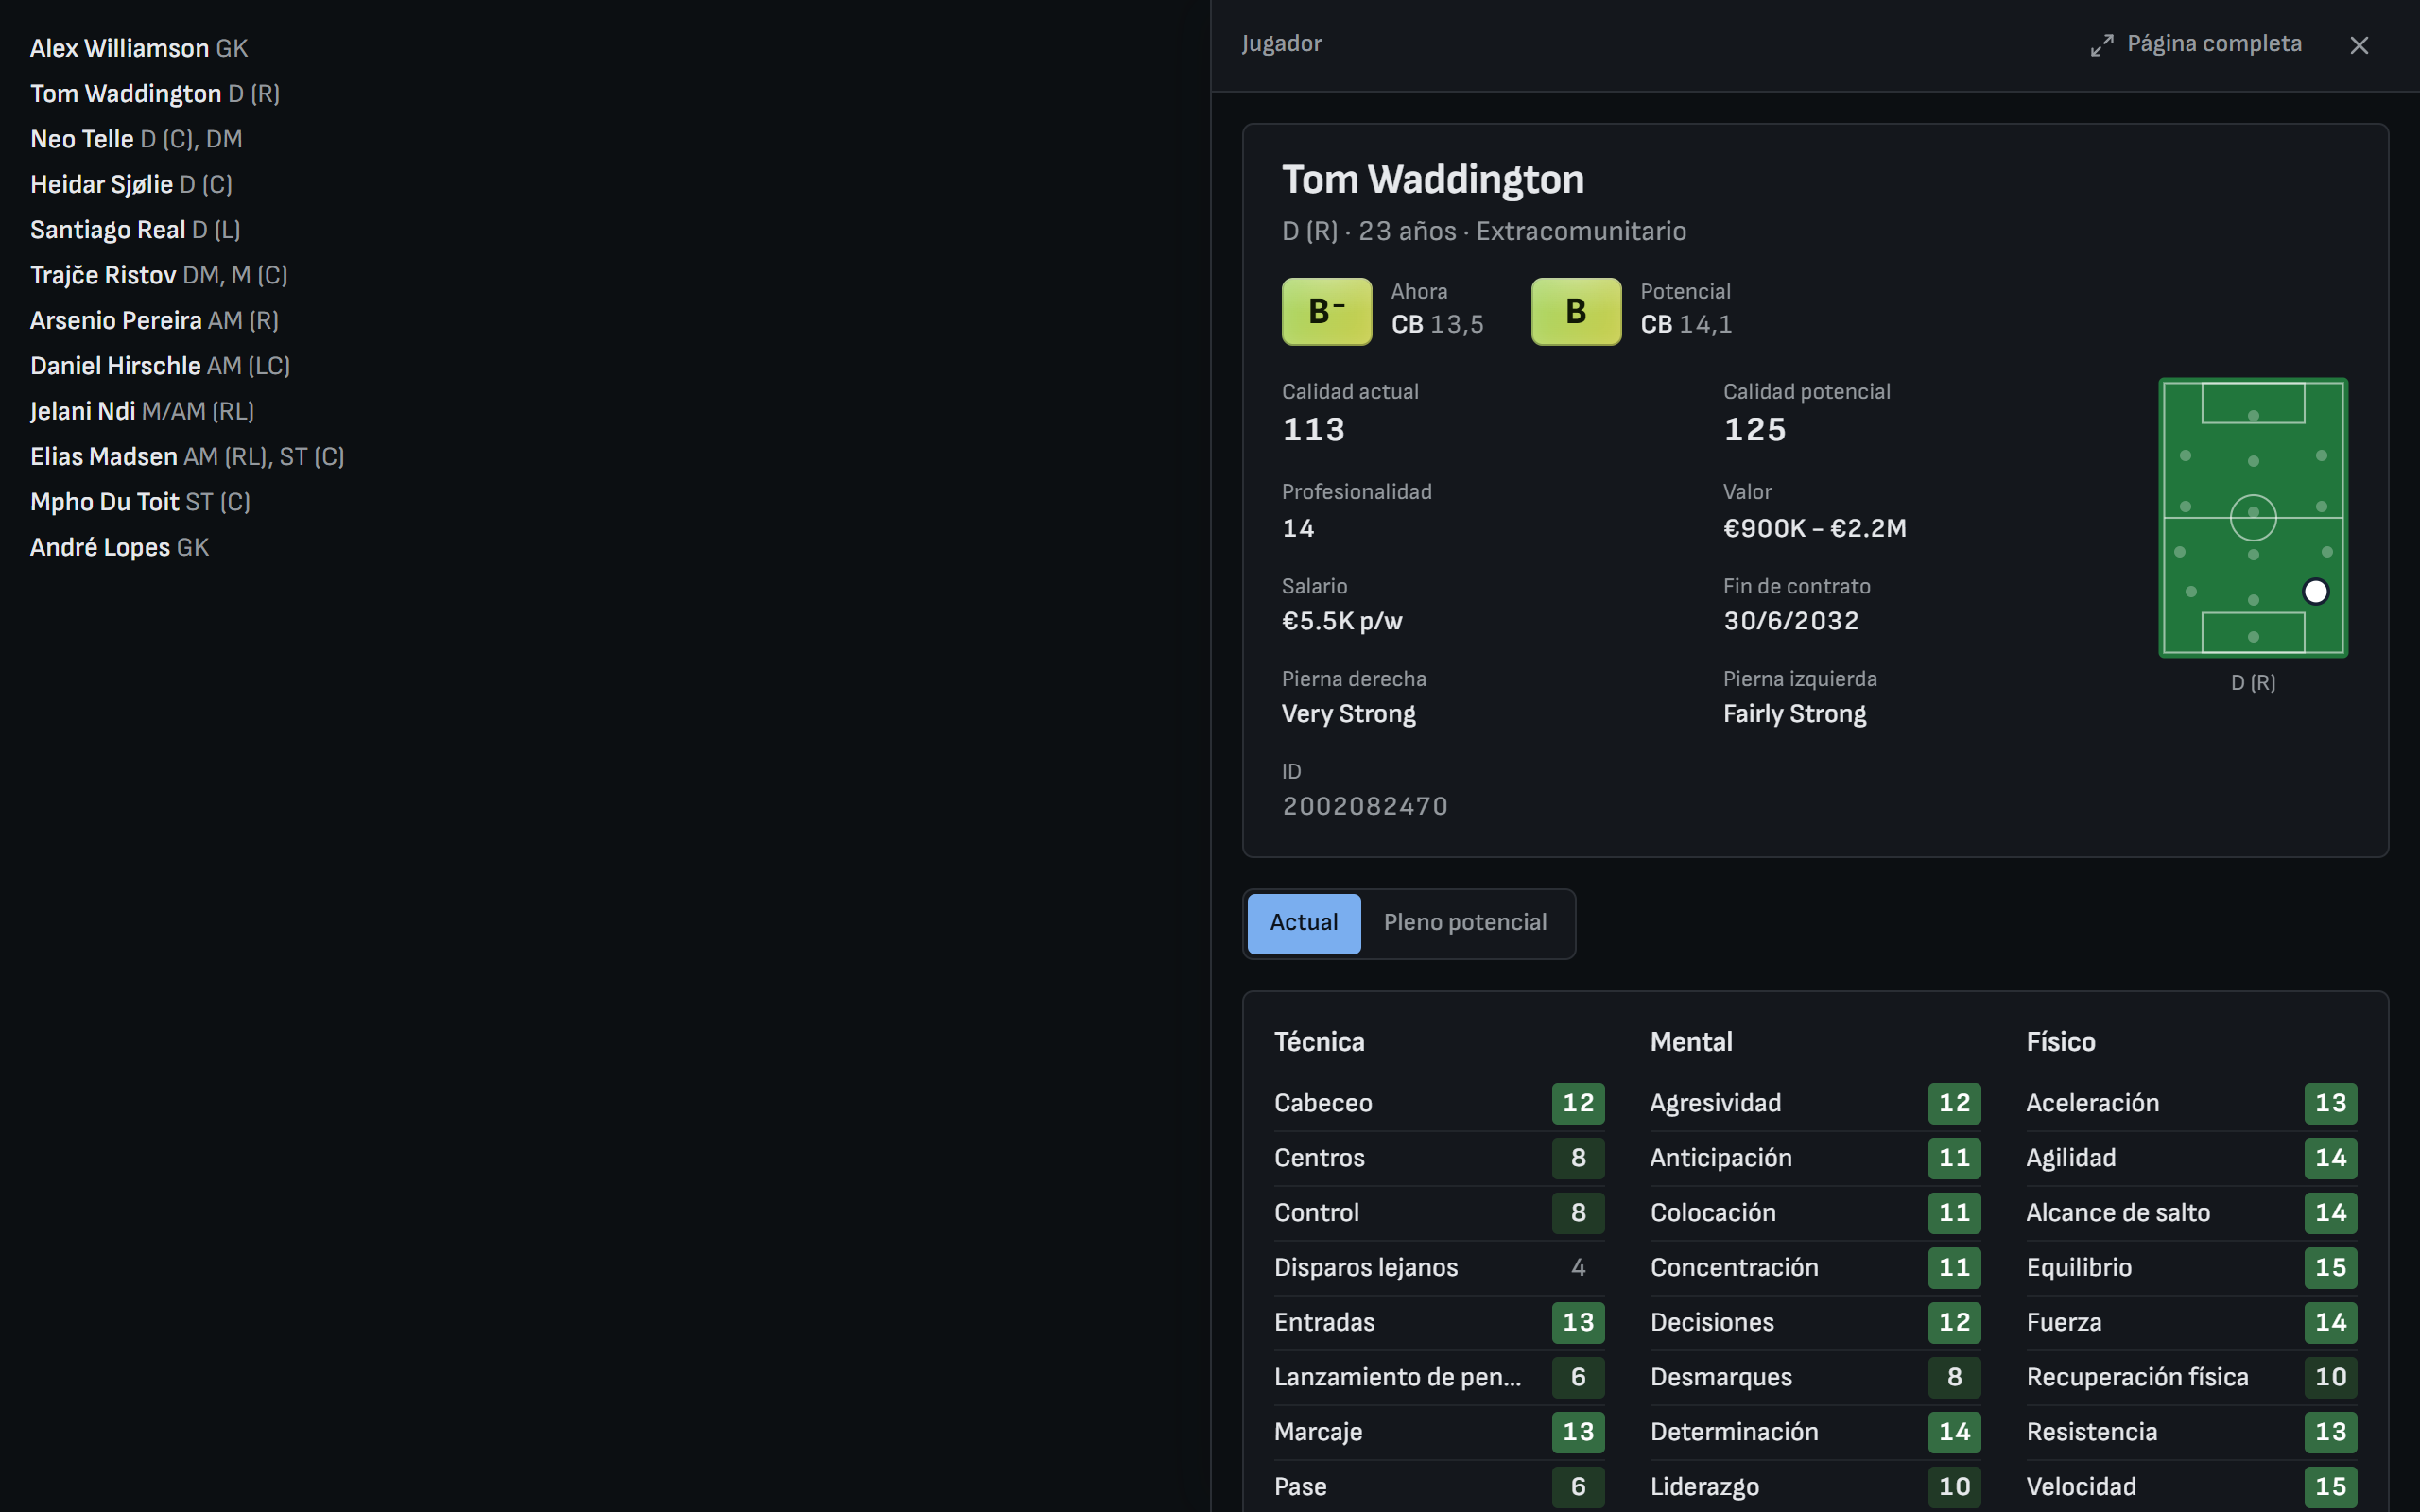 Alex Williamson GK
Tom Waddington D (R)
Neo Telle D (C), DM
Heidar Sjølie D (C)
Santiago Real D (L)
Trajče Ristov DM, M (C)
Arsenio Pereira AM (R)
Daniel Hirschle AM (LC)
Jelani Ndi M/AM (RL)
Elias Madsen AM (RL), ST (C)
Mpho Du Toit ST (C)
André Lopes GK
Jugador
Página completa
Tom Waddington
D (R) · 23 años · Extracomunitario
B-
Ahora
CB 13,5
B
Potencial
CB 14,1
Calidad actual
113
Calidad potencial
125
Profesionalidad
14
Valor
€900K - €2.2M
Salario
€5.5K p/w
Fin de contrato
30/6/2032
Pierna derecha
Very Strong
Pierna izquierda
Fairly Strong
D (R)
ID
2002082470
Actual
Pleno potencial
Técnica
Cabeceo 12
Centros 8
Control 8
Disparos lejanos 4
Entradas 13
Lanzamiento de pen... 6
Marcaje 13
Pase 6
Mental
Agresividad 12
Anticipación 11
Colocación 11
Concentración 11
Decisiones 12
Desmarques 8
Determinación 14
Liderazgo 10
Físico
Aceleración 13
Agilidad 14
Alcance de salto 14
Equilibrio 15
Fuerza 14
Recuperación física 10
Resistencia 13
Velocidad 15